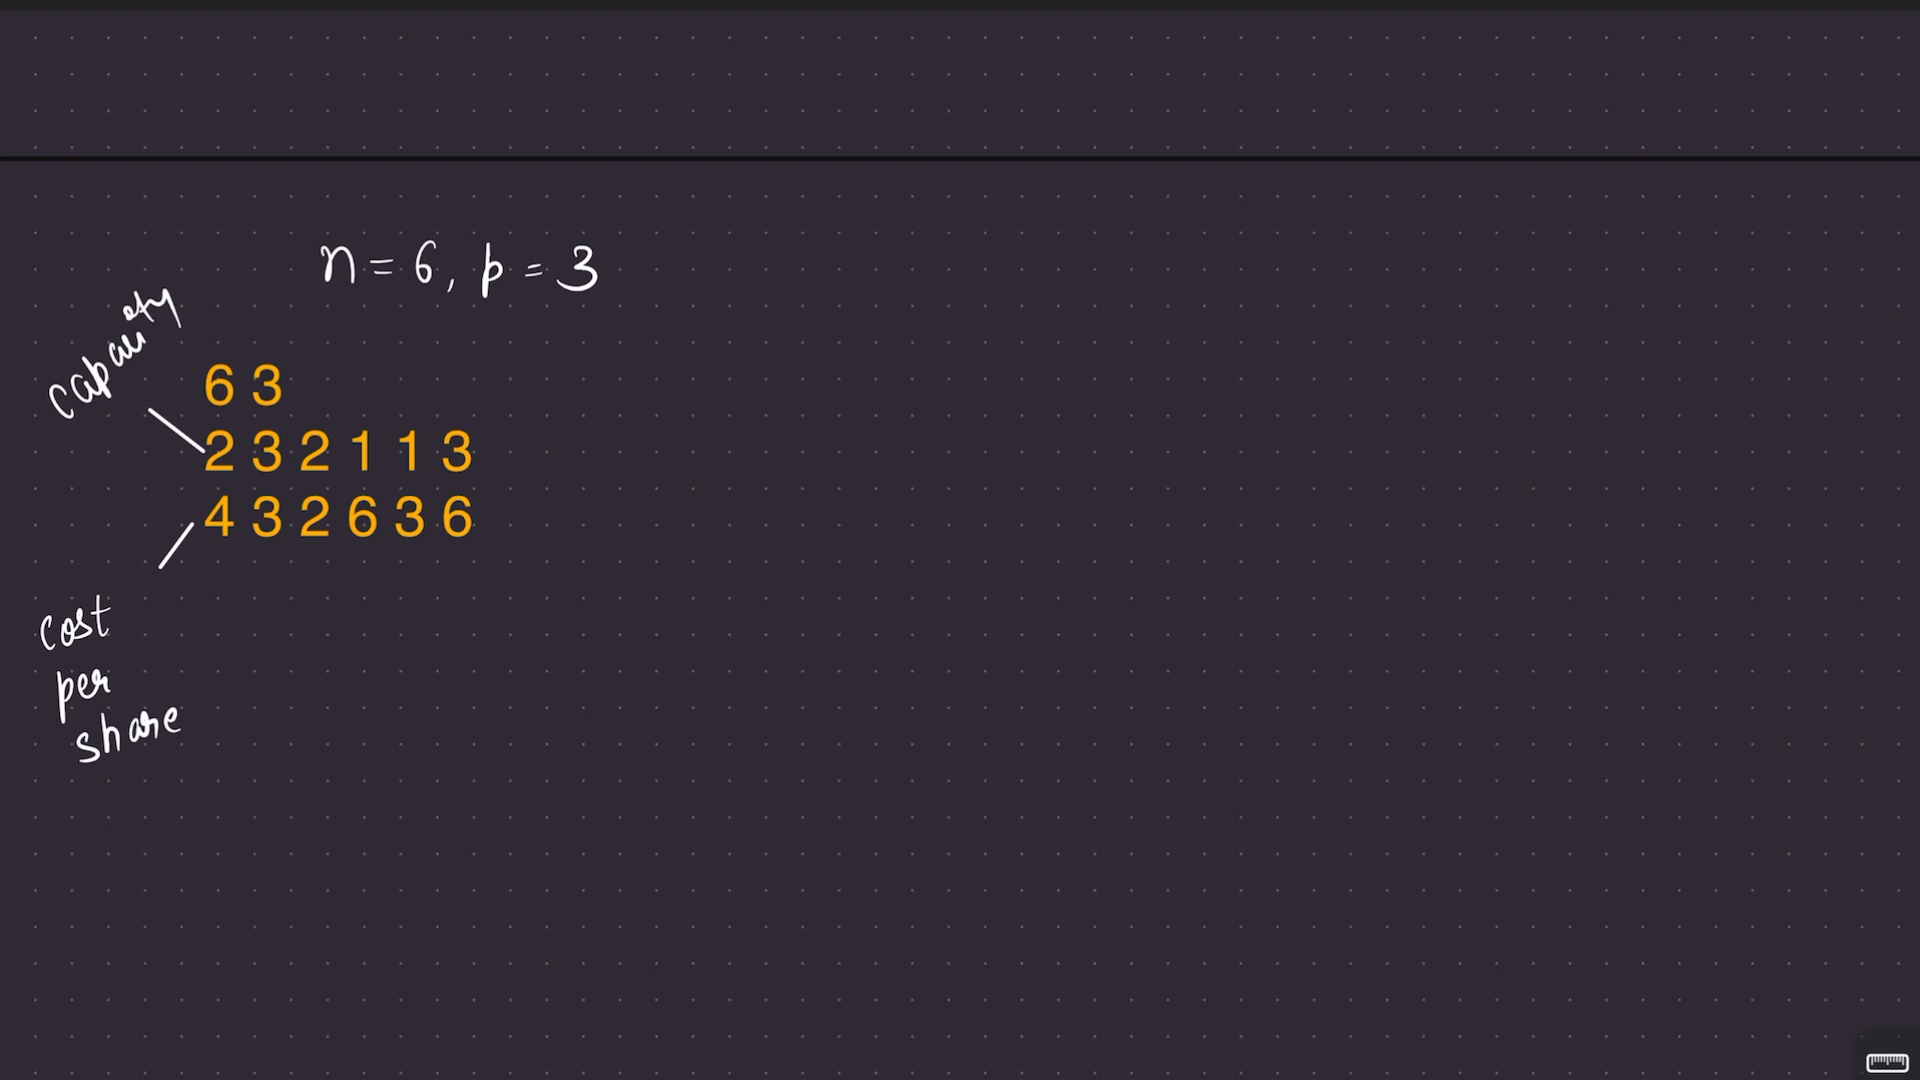 n = 6, p = 3
capacity
6 3
2 3 2 1 1 3
4 3 2 6 3 6
cost
per
share